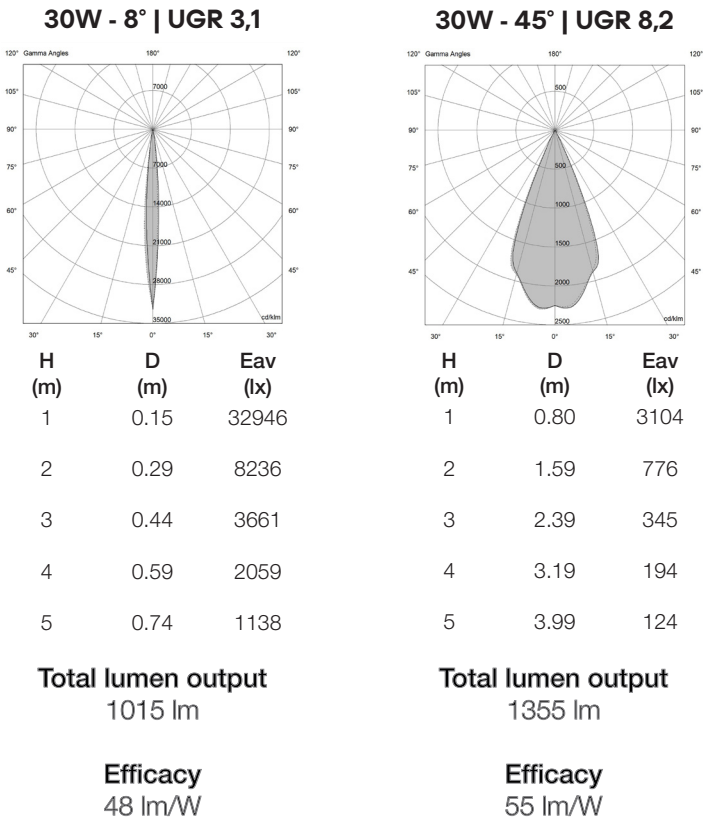 30W - 8° | UGR 3,1
120° Gamma Angles 180° 120°
105° 7000 105°
90° 90°
7000
75° 75°
14000
60° 60°
21000
45° 45°
28000
cd/klm
35000
30° 15° 0° 15° 30°
H D Eav
(m) (m) (lx)
1 0.15 32946
2 0.29 8236
3 0.44 3661
4 0.59 2059
5 0.74 1138
Total lumen output
1015 lm
Efficacy
48 lm/W
30W - 45° | UGR 8,2
120° Gamma Angles 180° 120°
105° 500 105°
90° 90°
500
75° 75°
1000
60° 60°
1500
45° 45°
2000
cd/klm
2500
30° 15° 0° 15° 30°
H D Eav
(m) (m) (lx)
1 0.80 3104
2 1.59 776
3 2.39 345
4 3.19 194
5 3.99 124
Total lumen output
1355 lm
Efficacy
55 lm/W